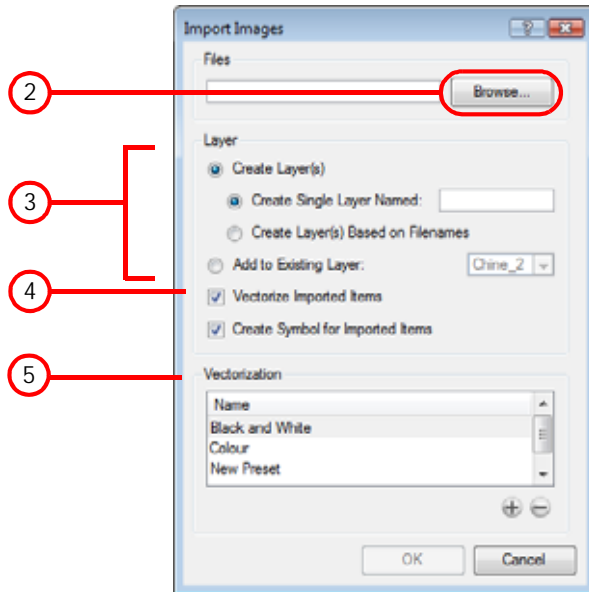 Import Images
Files
2
Browse...
Layer
Create Layer(s)
3
Create Single Layer Named:
Create Layer(s) Based on Filenames
Add to Existing Layer: Chine_2
4
Vectorize Imported Items
Create Symbol for Imported Items
5
Vectorization
Name
Black and White
Colour
New Preset
OK Cancel